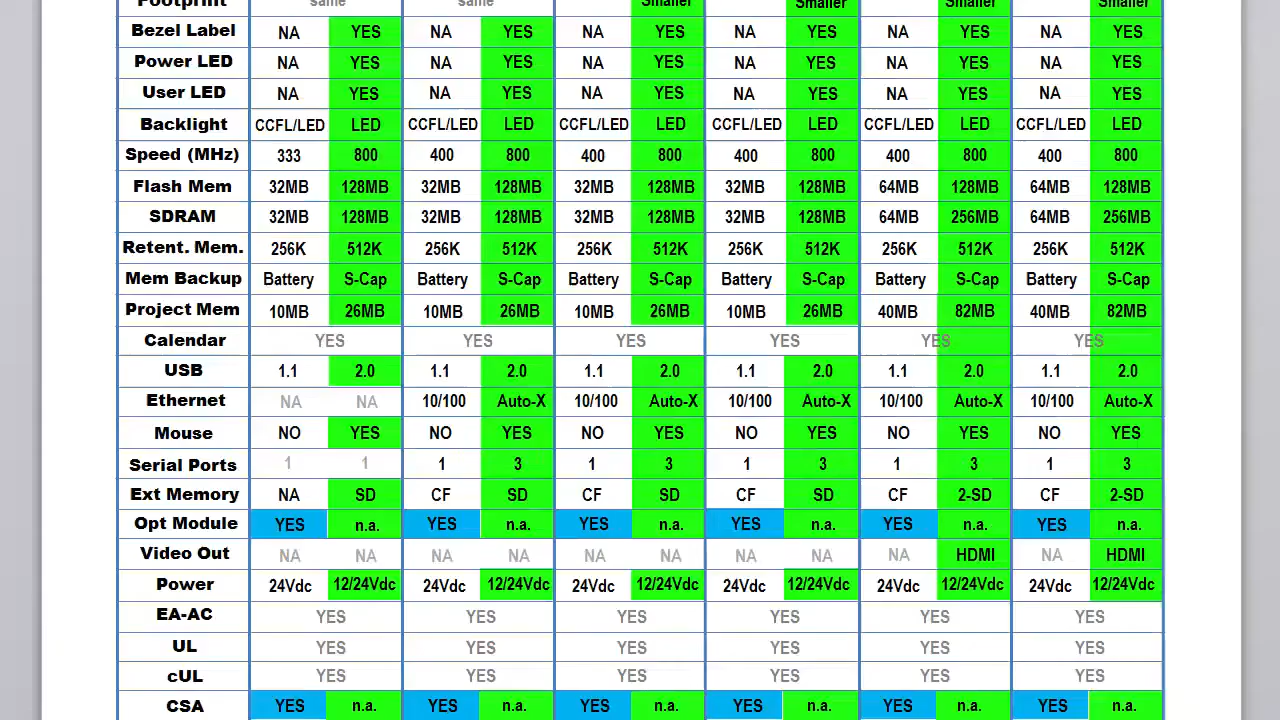 Footprint same same Smaller Smaller Smaller Smaller
Bezel Label NA YES NA YES NA YES NA YES NA YES NA YES
Power LED NA YES NA YES NA YES NA YES NA YES NA YES
User LED NA YES NA YES NA YES NA YES NA YES NA YES
Backlight CCFL/LED LED CCFL/LED LED CCFL/LED LED CCFL/LED LED CCFL/LED LED CCFL/LED LED
Speed (MHz) 333 800 400 800 400 800 400 800 400 800 400 800
Flash Mem 32MB 128MB 32MB 128MB 32MB 128MB 32MB 128MB 64MB 128MB 64MB 128MB
SDRAM 32MB 128MB 32MB 128MB 32MB 128MB 32MB 128MB 64MB 256MB 64MB 256MB
Retent. Mem. 256K 512K 256K 512K 256K 512K 256K 512K 256K 512K 256K 512K
Mem Backup Battery S-Cap Battery S-Cap Battery S-Cap Battery S-Cap Battery S-Cap Battery S-Cap
Project Mem 10MB 26MB 10MB 26MB 10MB 26MB 10MB 26MB 40MB 82MB 40MB 82MB
Calendar YES YES YES YES YES YES
USB 1.1 2.0 1.1 2.0 1.1 2.0 1.1 2.0 1.1 2.0 1.1 2.0
Ethernet NA NA 10/100 Auto-X 10/100 Auto-X 10/100 Auto-X 10/100 Auto-X 10/100 Auto-X
Mouse NO YES NO YES NO YES NO YES NO YES NO YES
Serial Ports 1 1 1 3 1 3 1 3 1 3 1 3
Ext Memory NA SD CF SD CF SD CF SD CF 2-SD CF 2-SD
Opt Module YES n.a. YES n.a. YES n.a. YES n.a. YES n.a. YES n.a.
Video Out NA NA NA NA NA NA NA NA NA HDMI NA HDMI
Power 24Vdc 12/24Vdc 24Vdc 12/24Vdc 24Vdc 12/24Vdc 24Vdc 12/24Vdc 24Vdc 12/24Vdc 24Vdc 12/24Vdc
EA-AC YES YES YES YES YES YES
UL YES YES YES YES YES YES
cUL YES YES YES YES YES YES
CSA YES n.a. YES n.a. YES n.a. YES n.a. YES n.a. YES n.a.